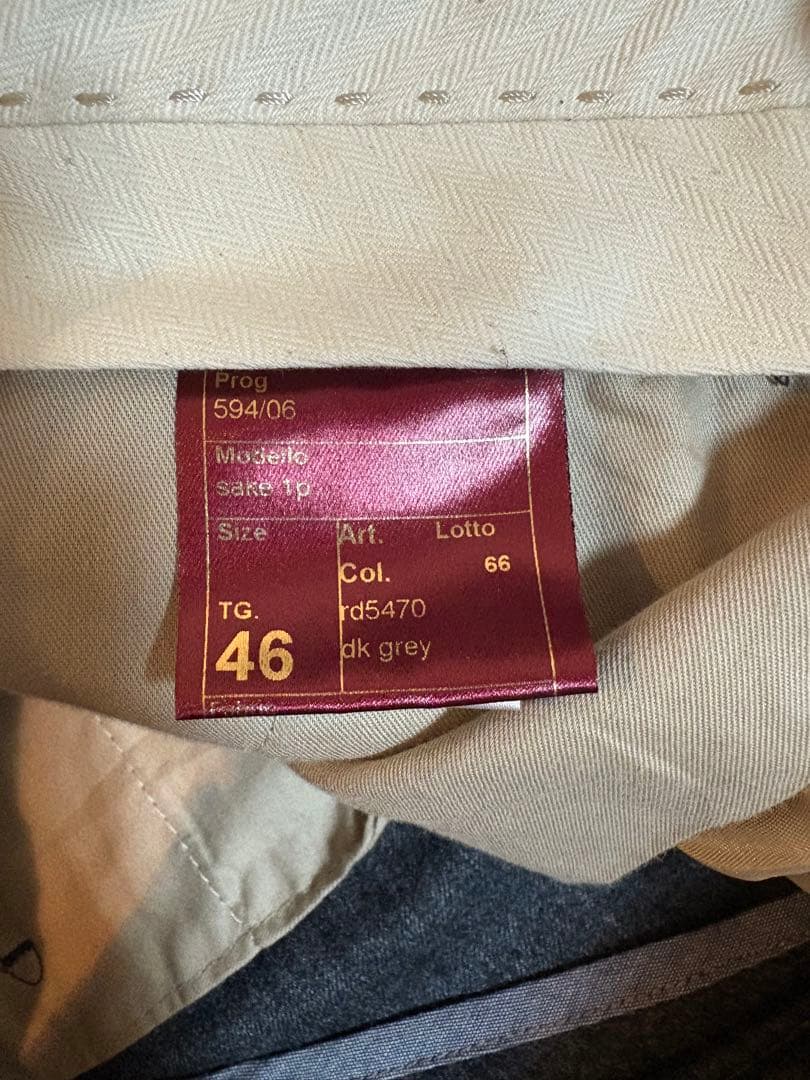 Prog
594/06
Modello
sake 1p
Size
Art. Lotto
Col. 66
TG.
46
rd5470
dk grey